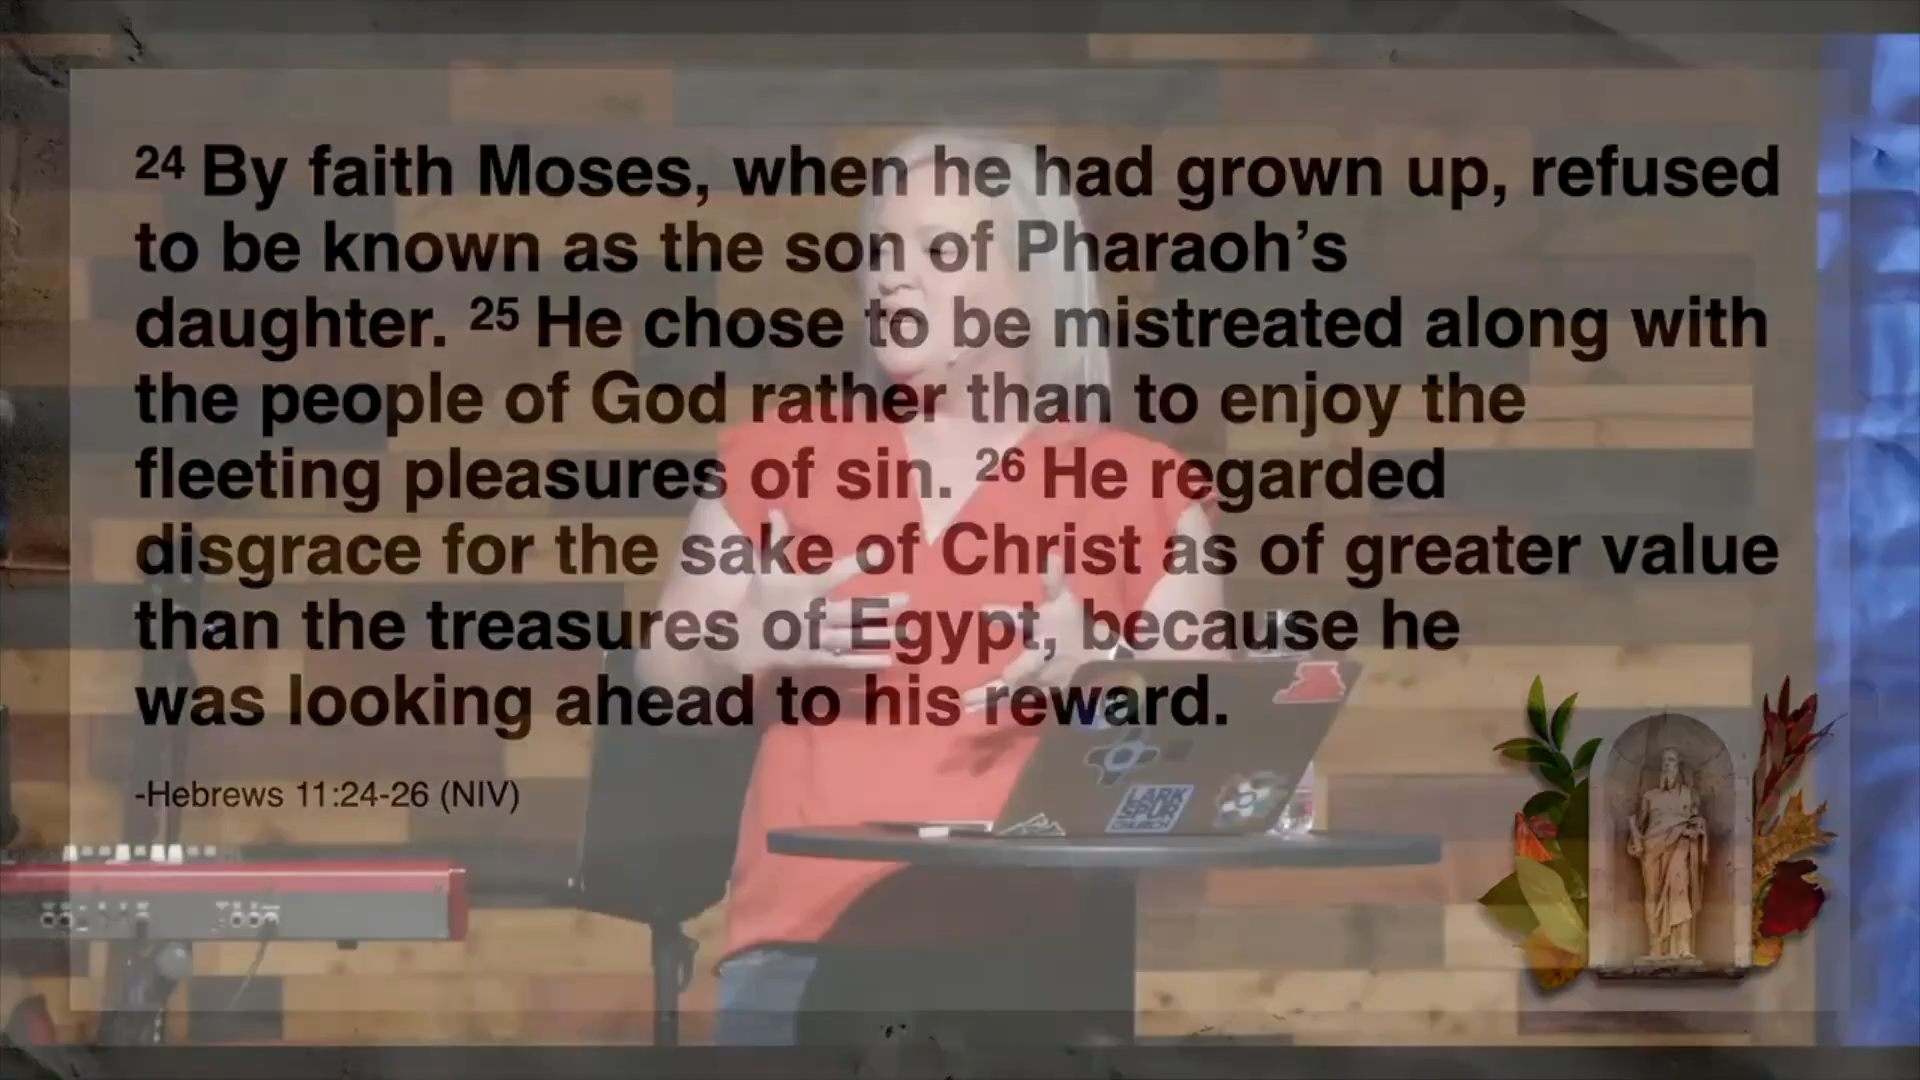 24 By faith Moses, when he had grown up, refused
to be known as the son of Pharaoh’s
daughter. 25 He chose to be mistreated along with
the people of God rather than to enjoy the
fleeting pleasures of sin. 26 He regarded
disgrace for the sake of Christ as of greater value
than the treasures of Egypt, because he
was looking ahead to his reward.
-Hebrews 11:24-26 (NIV)
LARK
SPUR
CHURCH